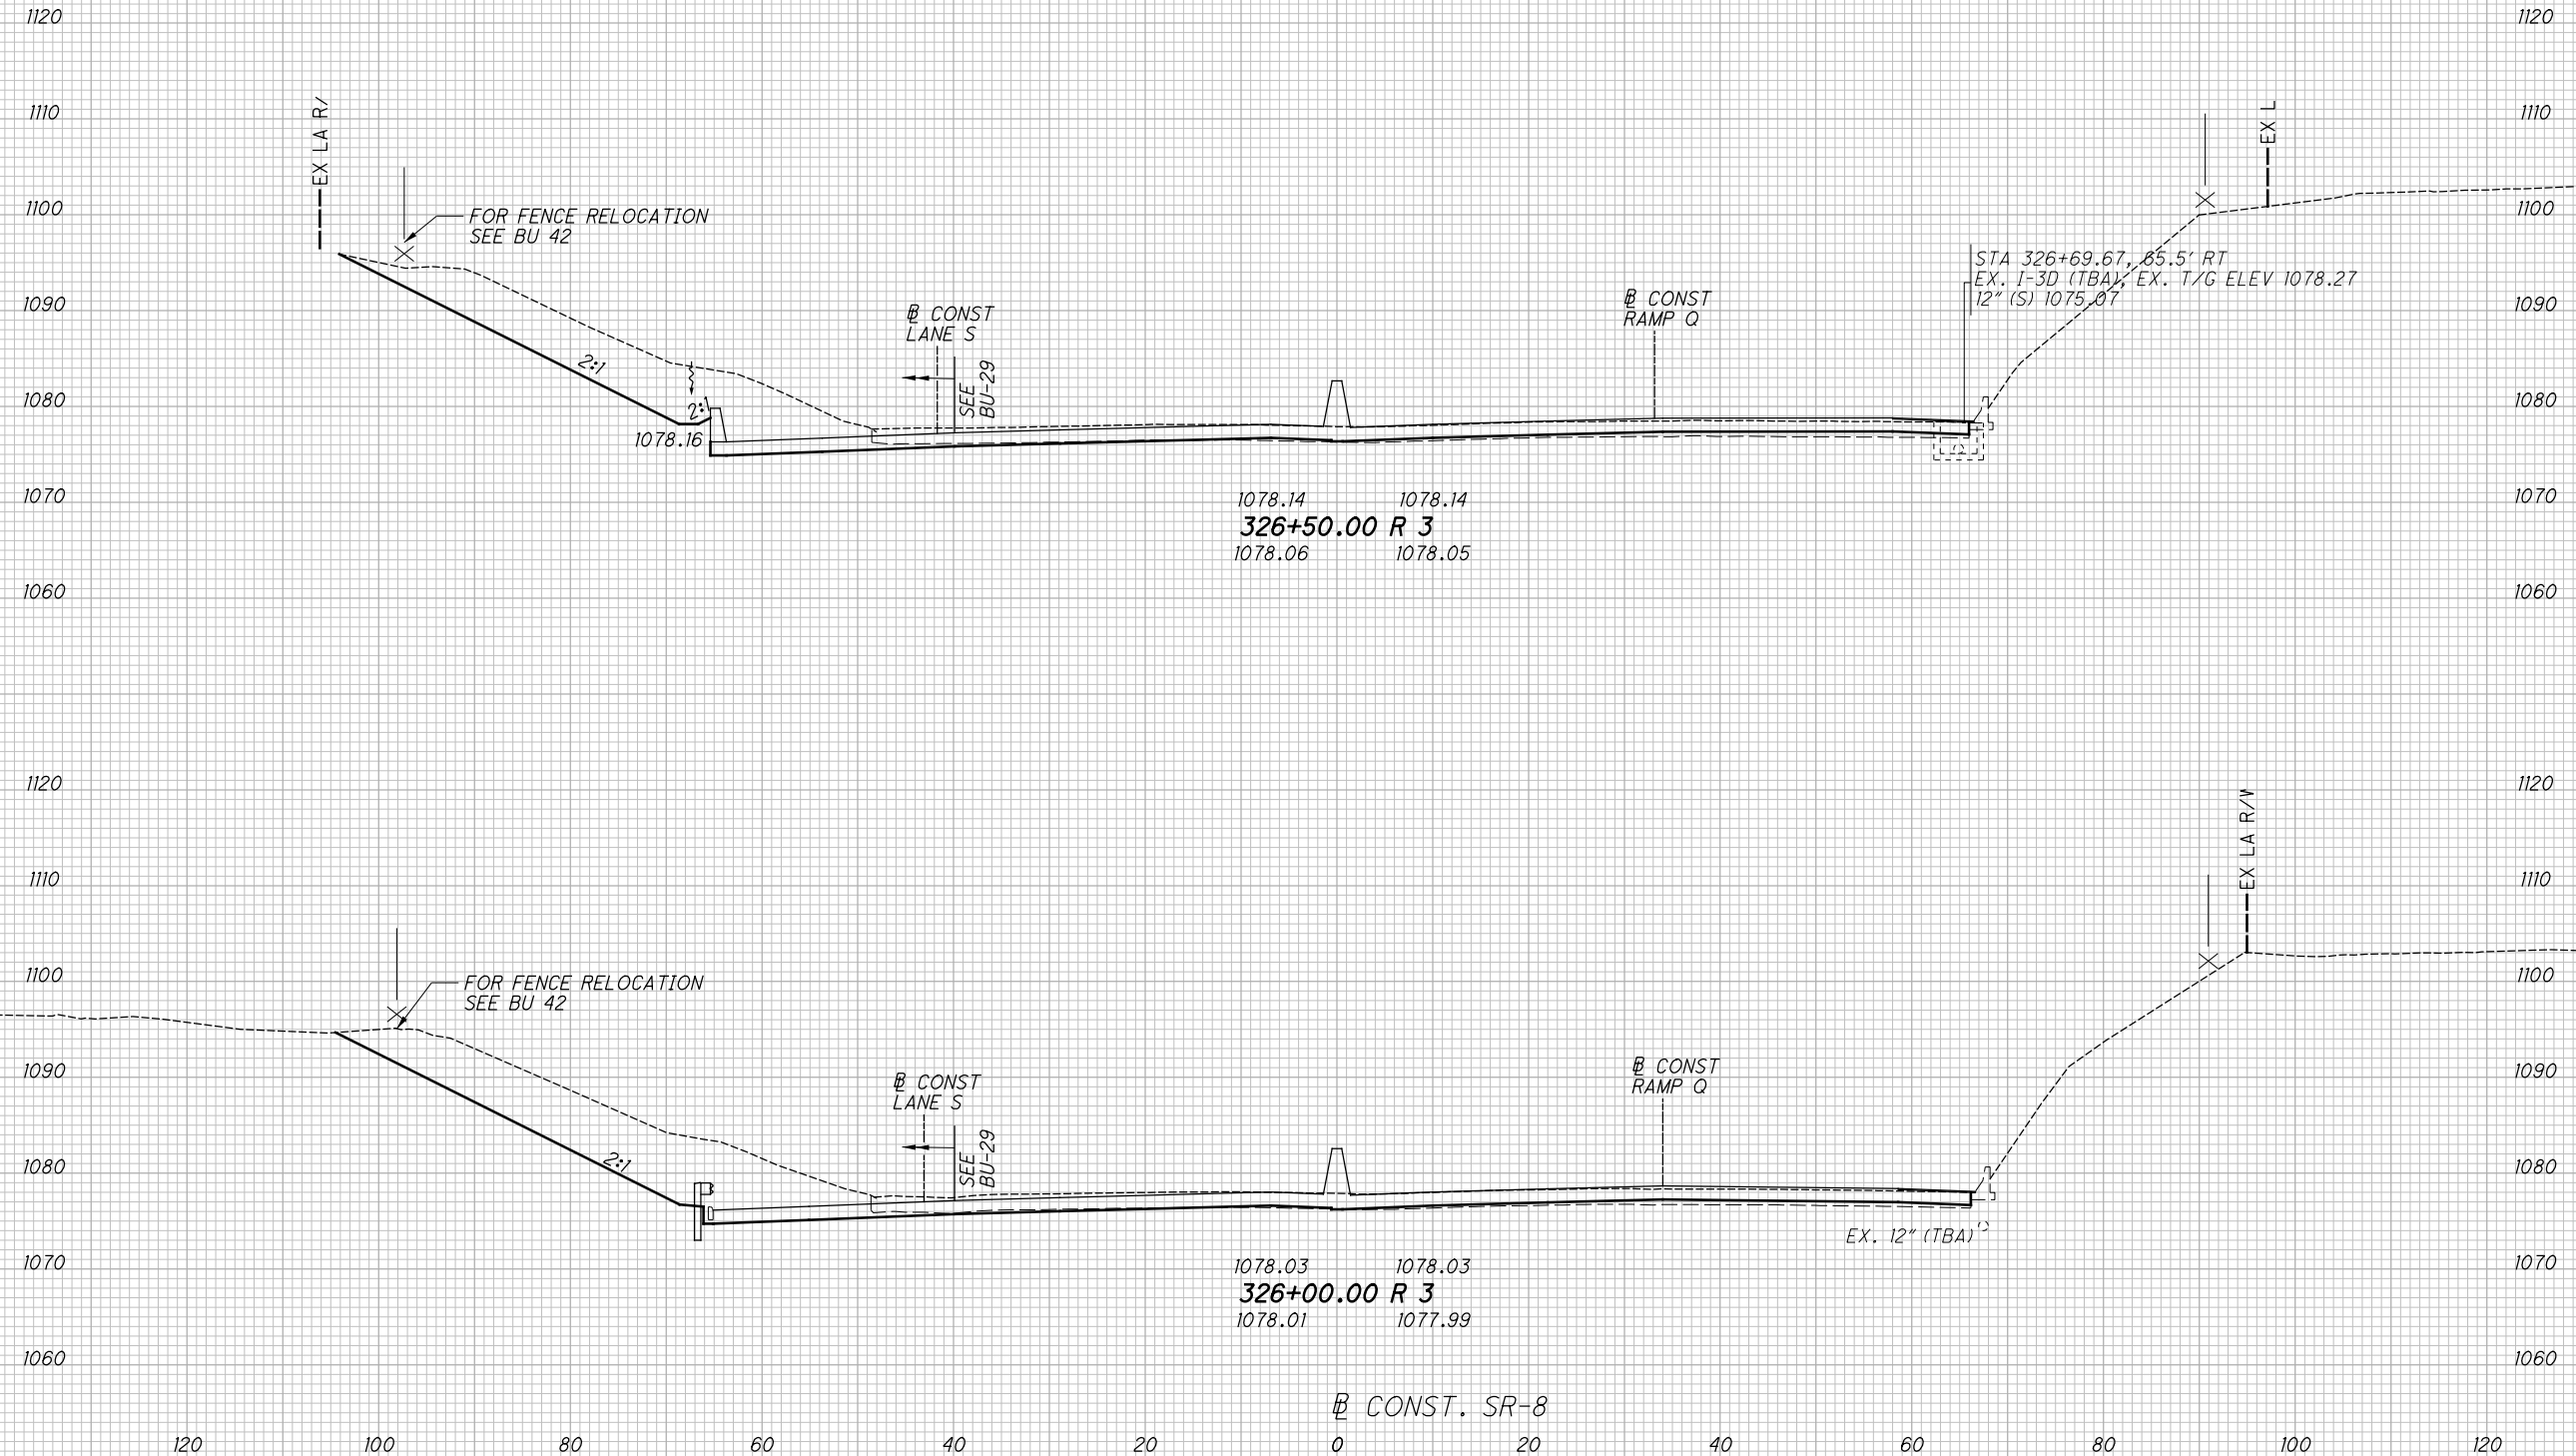 1120 1120
1110 1110
EX LA R/
EX L
1100 1100
FOR FENCE RELOCATION
SEE BU 42
STA 326+69.67, 65.5' RT
EX. I-3D (TBA), EX. T/G ELEV 1078.27
12" (S) 1075.07
1090 1090
℄ CONST
LANE S
℄ CONST
RAMP Q
2:1
SEE
BU-29
1080 1080
2:1
1078.16
1070 1070
1078.14 1078.14
326+50.00 R 3
1078.06 1078.05
1060 1060
1120 1120
EX LA R/W
1110 1110
1100 1100
FOR FENCE RELOCATION
SEE BU 42
1090 1090
℄ CONST
LANE S
℄ CONST
RAMP Q
2:1
SEE
BU-29
1080 1080
EX. 12" (TBA)
1070 1070
1078.03 1078.03
326+00.00 R 3
1078.01 1077.99
1060 1060
℄ CONST. SR-8
120 100 80 60 40 20 0 20 40 60 80 100 120